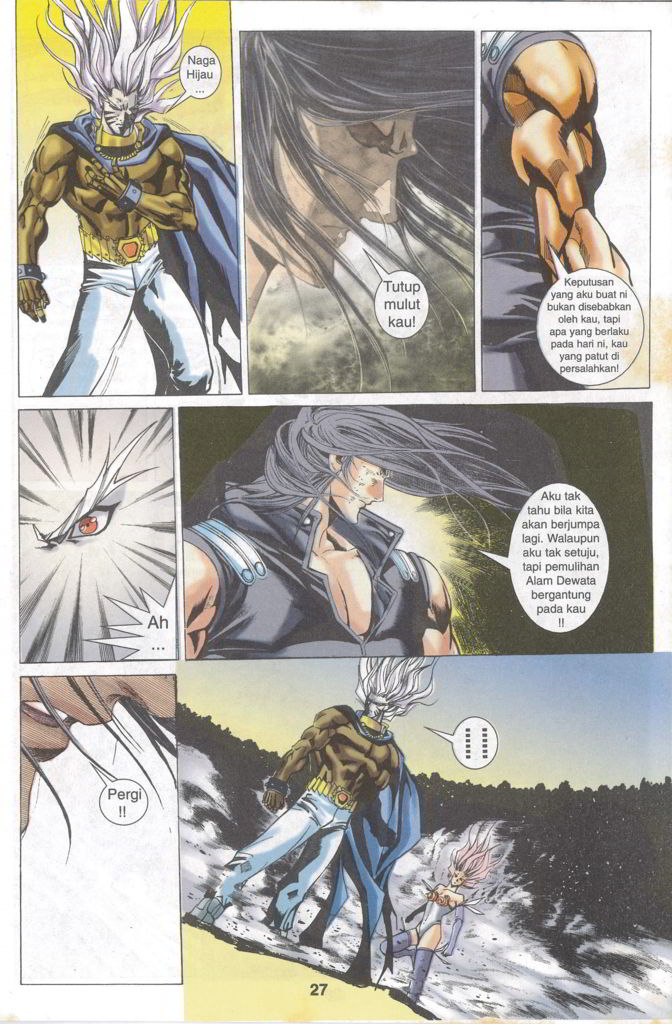 Naga
Hijau
...
Tutup
mulut
kau!
Keputusan
yang aku buat ni
bukan disebabkan
oleh kau, tapi
apa yang berlaku
pada hari ni, kau
yang patut di
persalahkan!
Ah
...
Aku tak
tahu bila kita
akan berjumpa
lagi. Walaupun
aku tak setuju,
tapi pemulihan
Alam Dewata
bergantung
pada kau
!!
Pergi
!!
27